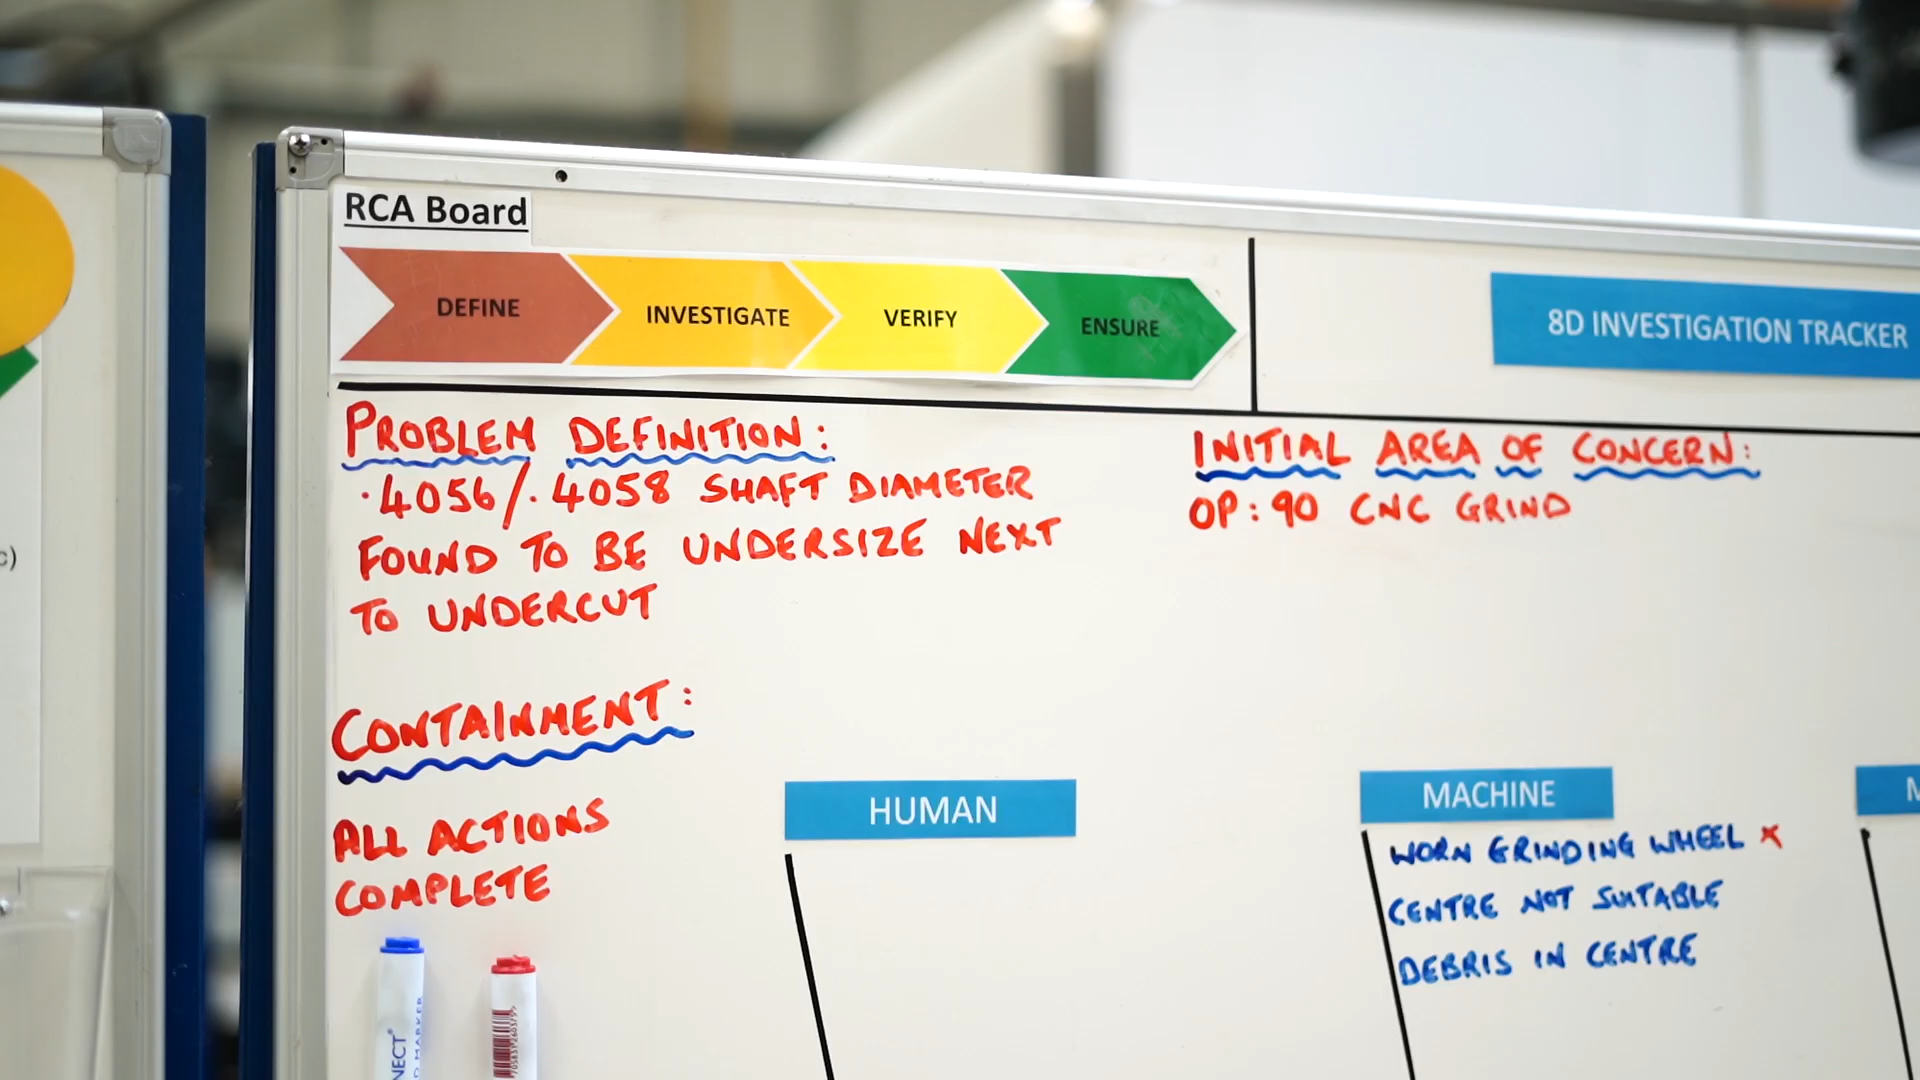 RCA Board
DEFINE
INVESTIGATE
VERIFY
ENSURE
8D INVESTIGATION TRACKER
PROBLEM DEFINITION:
.4056/.4058 SHAFT DIAMETER
FOUND TO BE UNDERSIZE NEXT
TO UNDERCUT
INITIAL AREA OF CONCERN:
OP: 90 CNC GRIND
CONTAINMENT:
ALL ACTIONS
COMPLETE
HUMAN
MACHINE
WORN GRINDING WHEEL x
CENTRE NOT SUITABLE
DEBRIS IN CENTRE